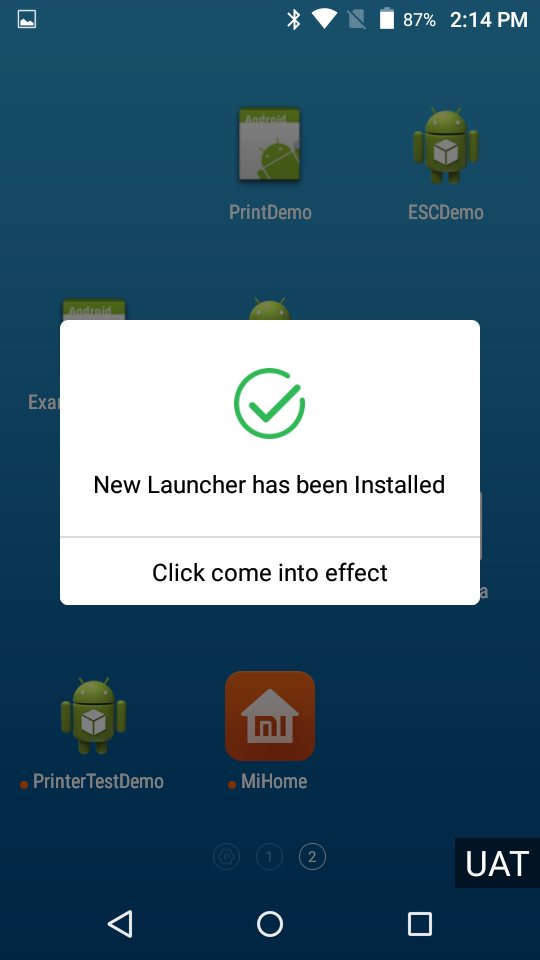 87% 2:14 PM
Android
PrintDemo
ESCDemo
Android
Exa
New Launcher has been Installed
Click come into effect
a
PrinterTestDemo
MiHome
1
2
UAT